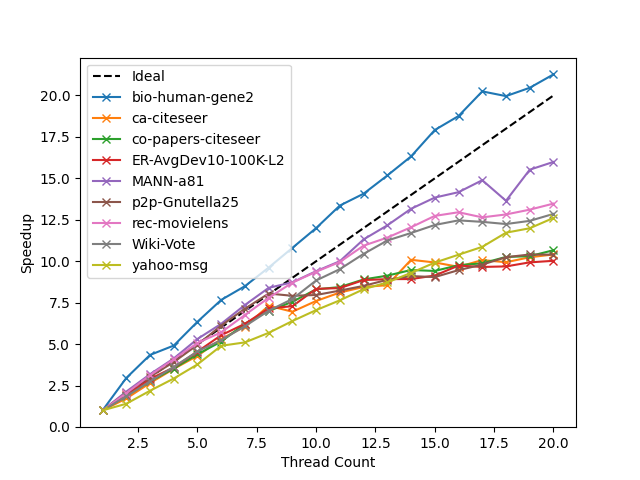 Ideal
bio-human-gene2
ca-citeseer
co-papers-citeseer
ER-AvgDev10-100K-L2
MANN-a81
p2p-Gnutella25
rec-movielens
Wiki-Vote
yahoo-msg
Speedup
20.0
17.5
15.0
12.5
10.0
7.5
5.0
2.5
0.0
2.5 5.0 7.5 10.0 12.5 15.0 17.5 20.0
Thread Count